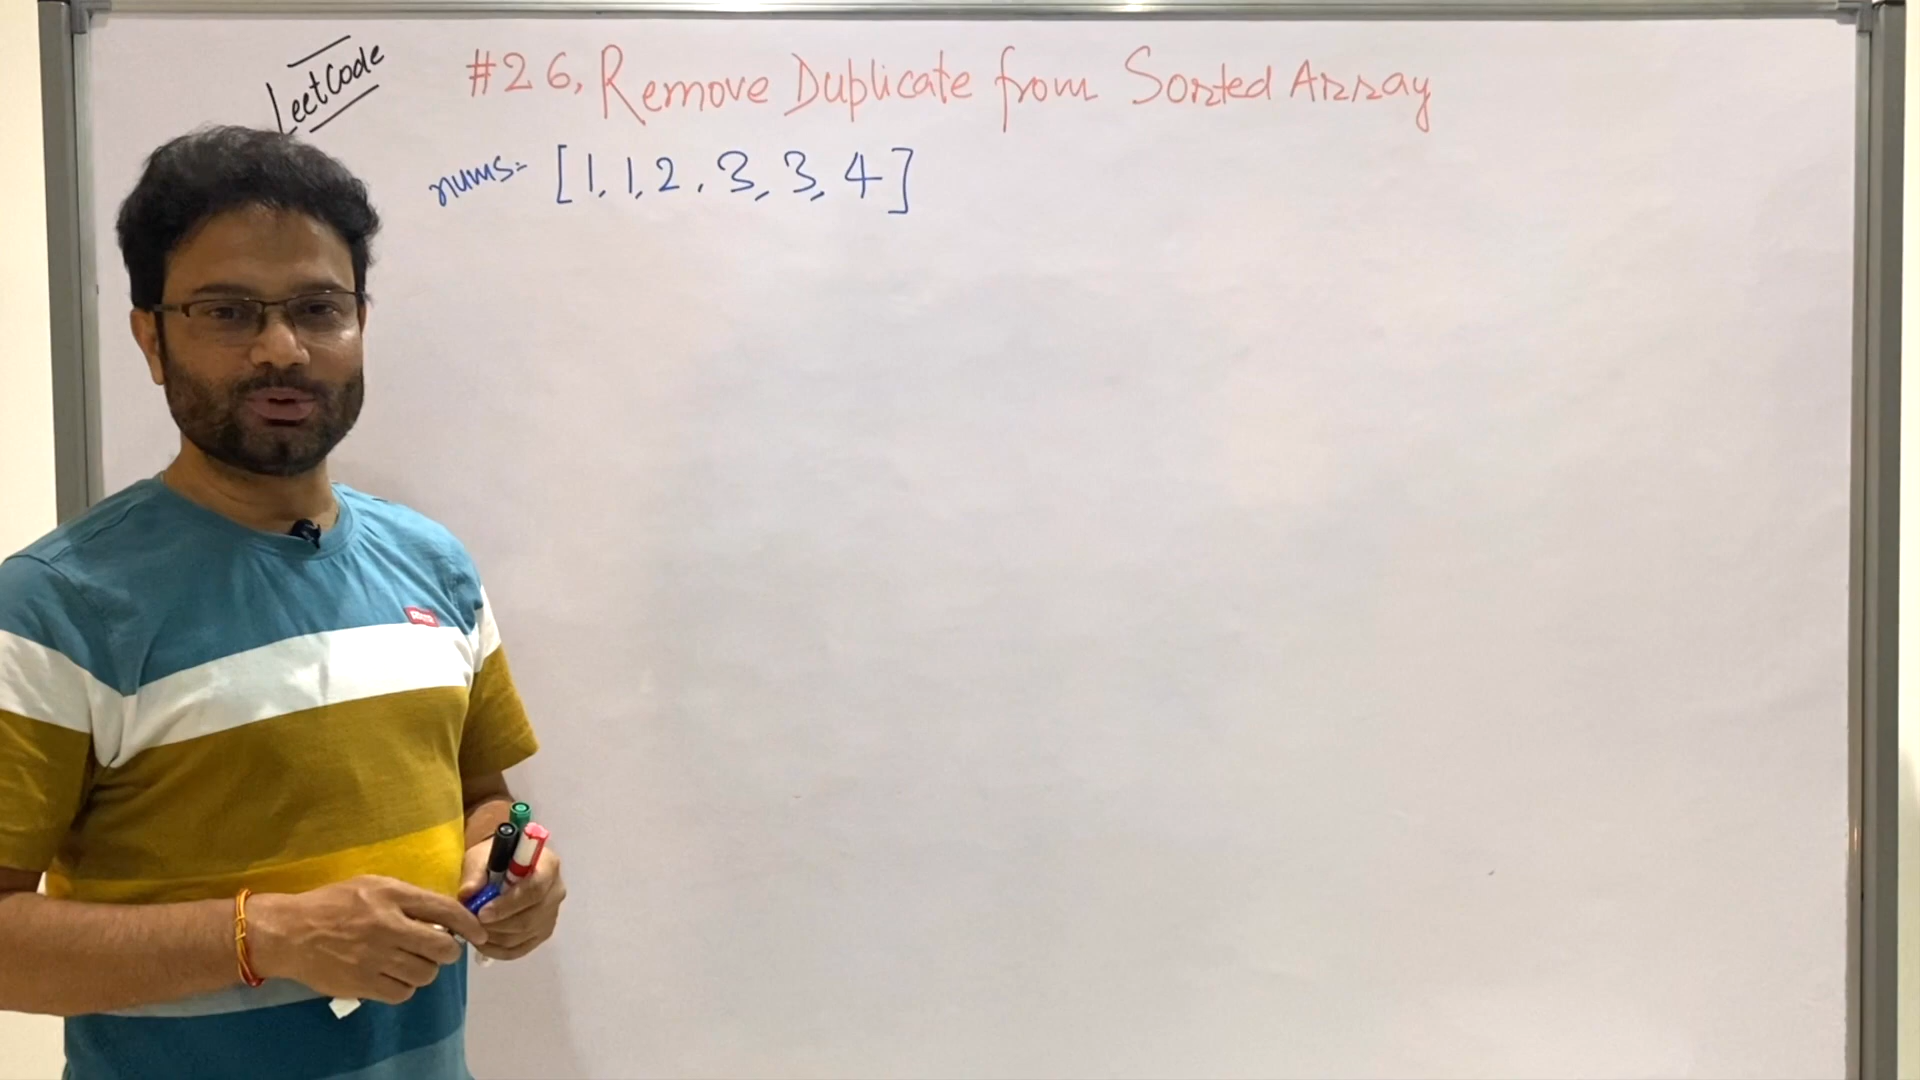 LeetCode
#26. Remove Duplicate from Sorted Array
nums= [1, 1, 2, 3, 3, 4]